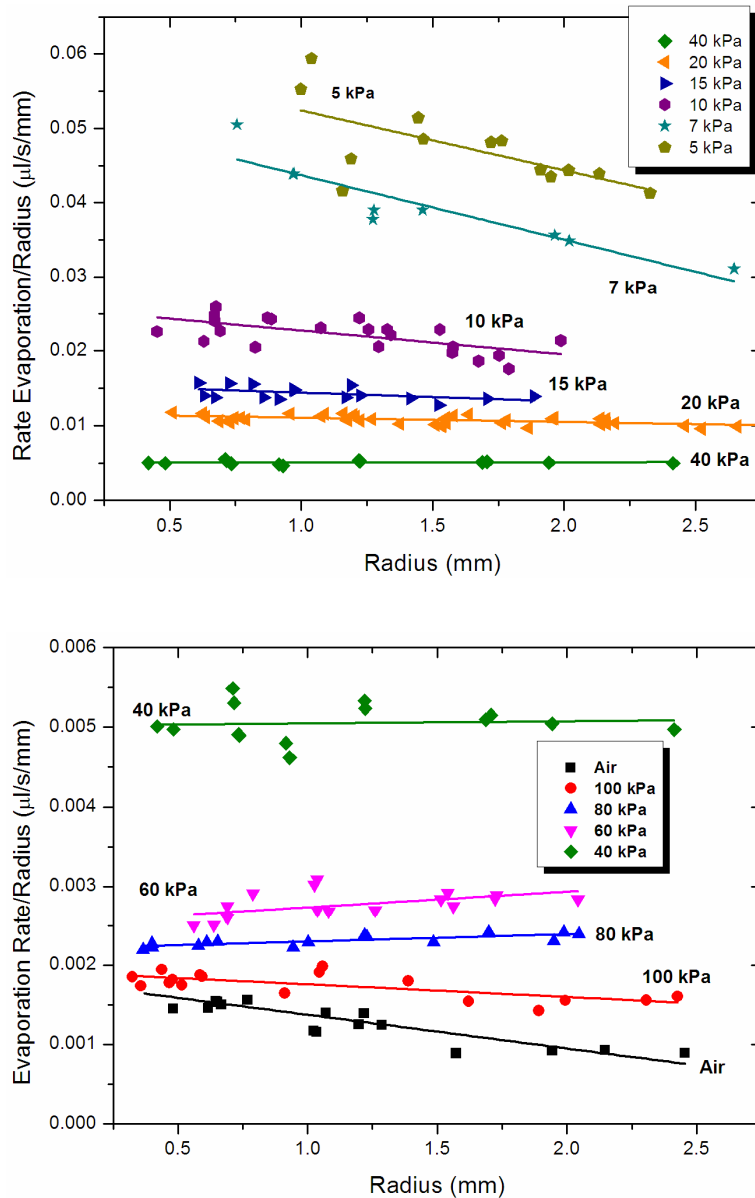 0.06
0.05
0.04
0.03
0.02
0.01
0.00
Rate Evaporation/Radius (μl/s/mm)
40 kPa
20 kPa
15 kPa
10 kPa
7 kPa
5 kPa
5 kPa
7 kPa
10 kPa
15 kPa
20 kPa
40 kPa
0.5 1.0 1.5 2.0 2.5
Radius (mm)
0.006
0.005
0.004
0.003
0.002
0.001
0.000
Evaporation Rate/Radius (μl/s/mm)
40 kPa
Air
100 kPa
80 kPa
60 kPa
40 kPa
60 kPa
80 kPa
100 kPa
Air
0.5 1.0 1.5 2.0 2.5
Radius (mm)